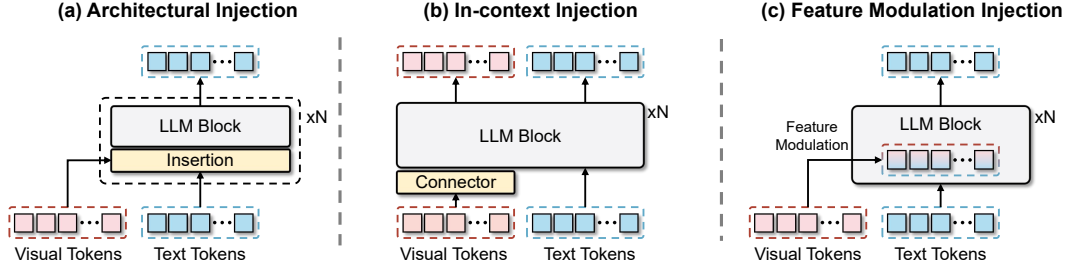 (a) Architectural Injection
LLM Block
xN
Insertion
Visual Tokens
Text Tokens
(b) In-context Injection
LLM Block
xN
Connector
Visual Tokens
Text Tokens
(c) Feature Modulation Injection
LLM Block
xN
Feature
Modulation
Visual Tokens
Text Tokens